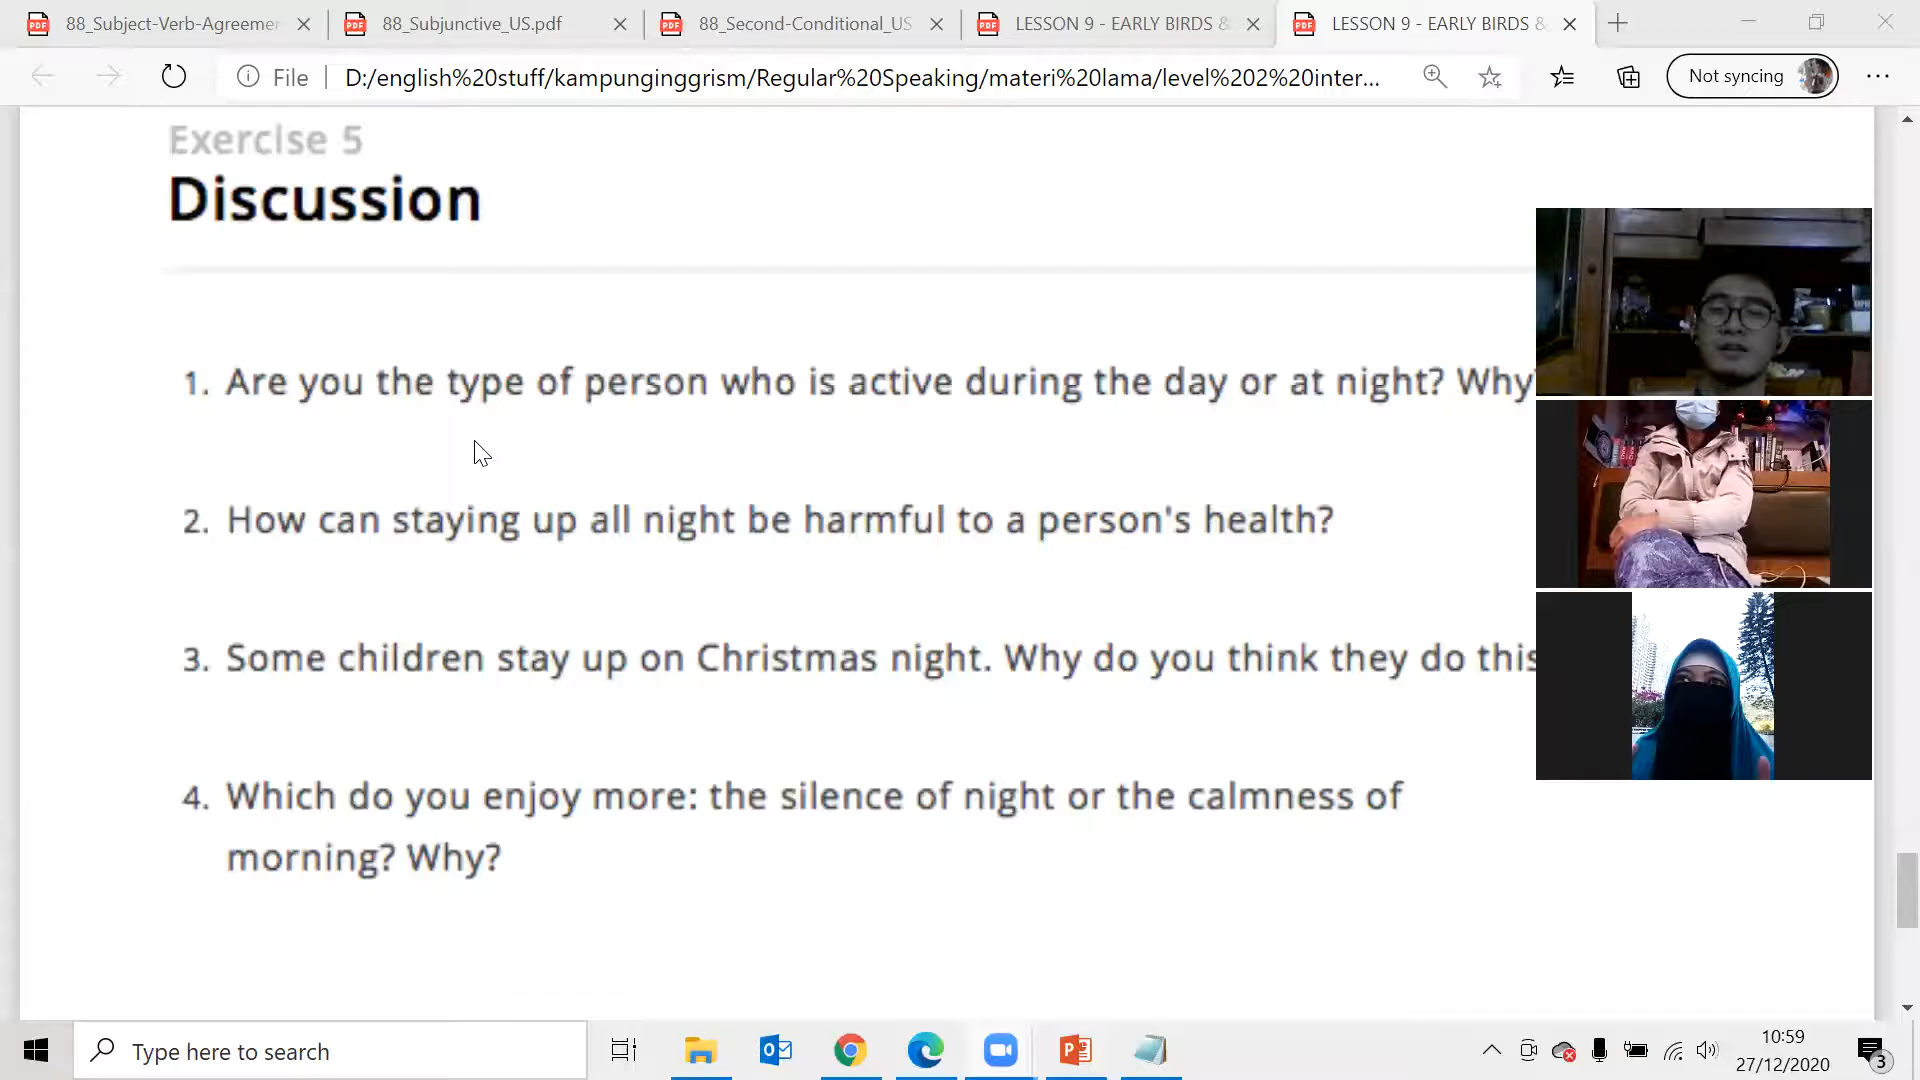 88_Subject-Verb-Agreemer
88_Subjunctive_US.pdf
88_Second-Conditional_US
LESSON 9 - EARLY BIRDS &
LESSON 9 - EARLY BIRDS &
File
D:/english%20stuff/kampunginggrism/Regular%20Speaking/materi%20lama/level%202%20inter...
Not syncing
Exercise 5
Discussion
1. Are you the type of person who is active during the day or at night? Why
2. How can staying up all night be harmful to a person's health?
3. Some children stay up on Christmas night. Why do you think they do this
4. Which do you enjoy more: the silence of night or the calmness of
morning? Why?
Type here to search
10:59
27/12/2020
3